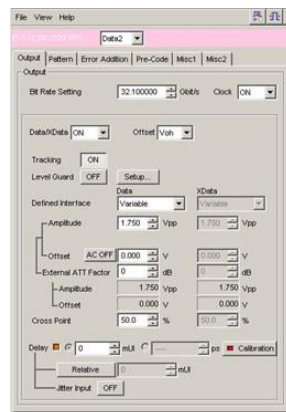 File View Help
Data2
Output Pattern Error Addition Pre-Code Misc1 Misc2
Output
Bit Rate Setting 32.100000 Gbit/s Clock ON
Data/XData ON Offset Voh
Tracking ON
Level Guard OFF Setup...
Data XData
Defined Interface Variable Variable
Amplitude 1.750 Vpp 1.750 Vpp
Offset AC OFF 0.000 V 0.000 V
External ATT Factor 0 dB 0 dB
Amplitude 1.750 Vpp 1.750 Vpp
Offset 0.000 V 0.000 V
Cross Point 50.0 % 50.0 %
Delay 0 mUI ---- ps Calibration
Relative 0 mUI
Jitter Input OFF